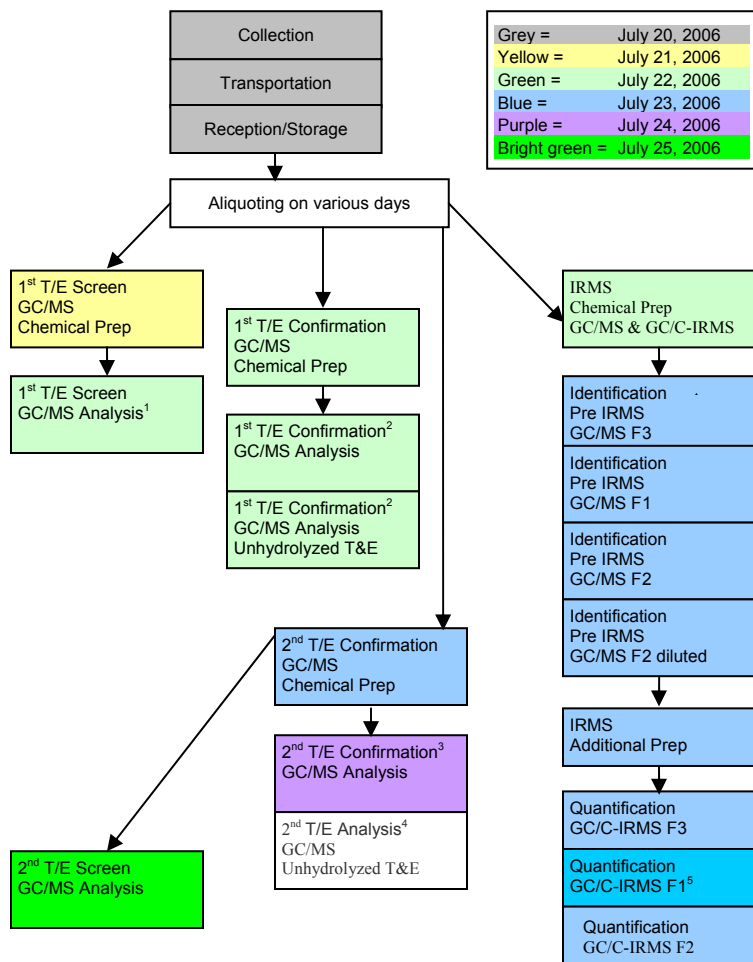 Collection
Transportation
Reception/Storage
Grey = July 20, 2006
Yellow = July 21, 2006
Green = July 22, 2006
Blue = July 23, 2006
Purple = July 24, 2006
Bright green = July 25, 2006
Aliquoting on various days
1st T/E Screen
GC/MS
Chemical Prep
1st T/E Screen
GC/MS Analysis1
1st T/E Confirmation
GC/MS
Chemical Prep
1st T/E Confirmation2
GC/MS Analysis
1st T/E Confirmation2
GC/MS Analysis
Unhydrolyzed T&E
2nd T/E Confirmation
GC/MS
Chemical Prep
2nd T/E Confirmation3
GC/MS Analysis
2nd T/E Analysis4
GC/MS
Unhydrolyzed T&E
2nd T/E Screen
GC/MS Analysis
IRMS
Chemical Prep
GC/MS & GC/C-IRMS
Identification
Pre IRMS
GC/MS F3
Identification
Pre IRMS
GC/MS F1
Identification
Pre IRMS
GC/MS F2
Identification
Pre IRMS
GC/MS F2 diluted
IRMS
Additional Prep
Quantification
GC/C-IRMS F3
Quantification
GC/C-IRMS F15
Quantification
GC/C-IRMS F2